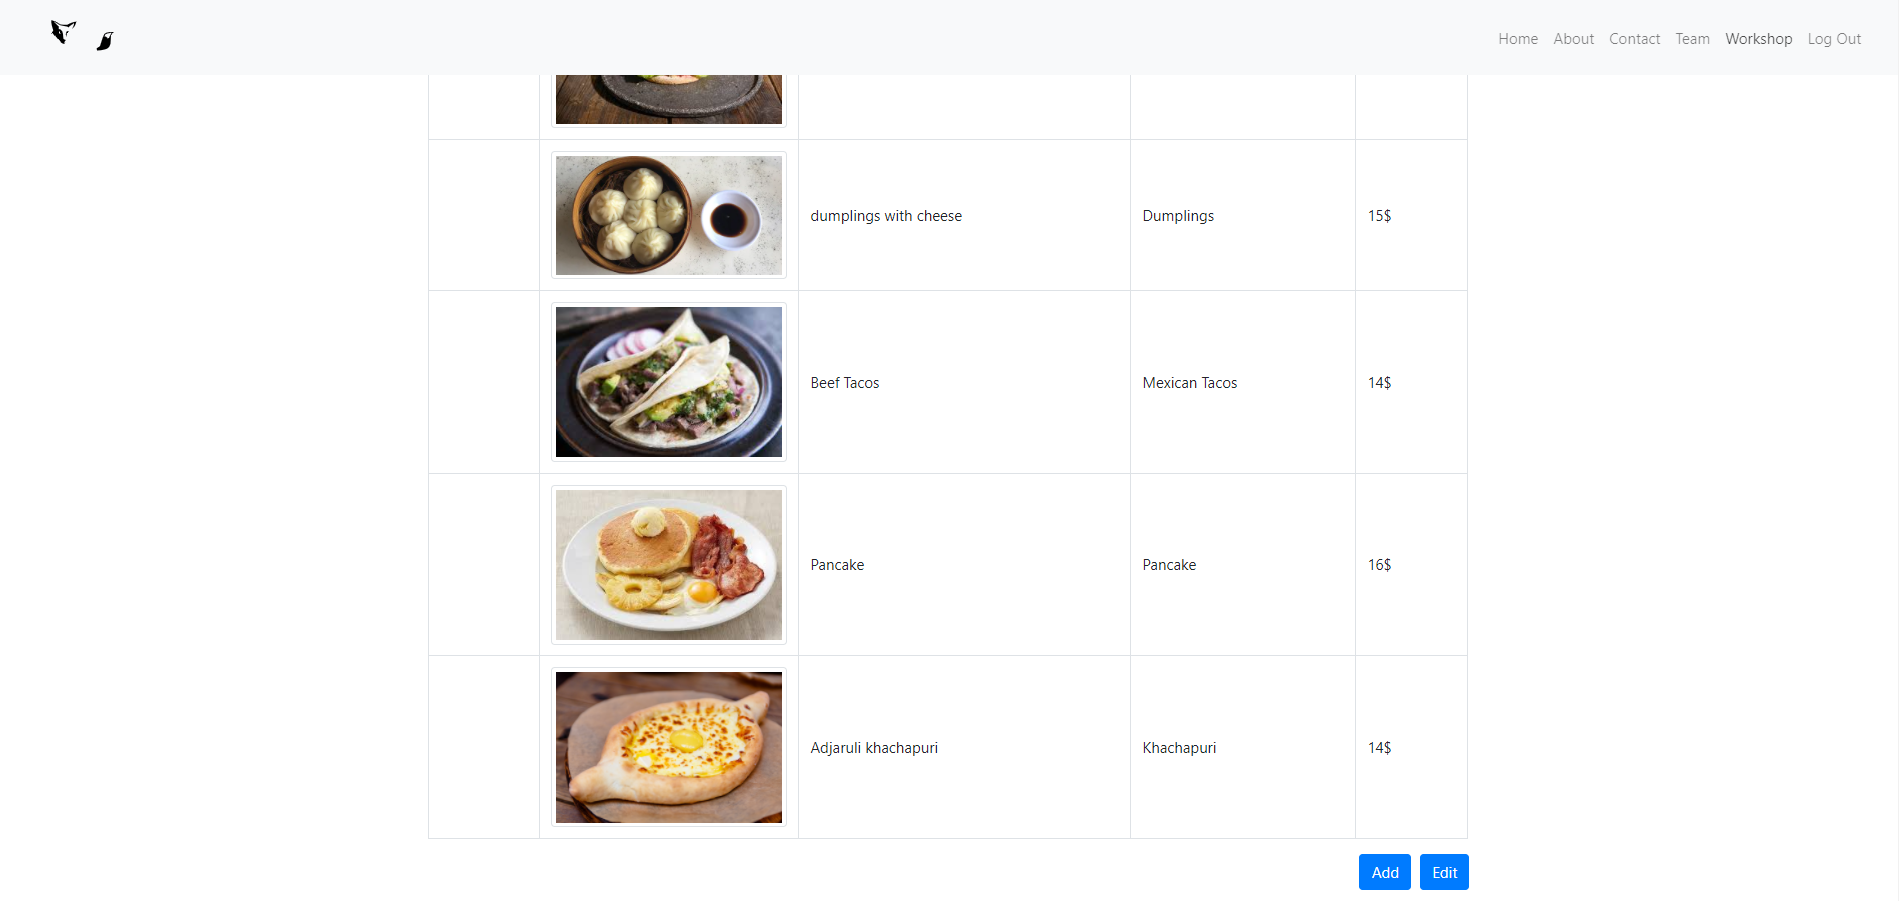 Home About Contact Team Workshop Log Out
dumplings with cheese Dumplings 15$
Beef Tacos Mexican Tacos 14$
Pancake Pancake 16$
Adjaruli khachapuri Khachapuri 14$
Add Edit